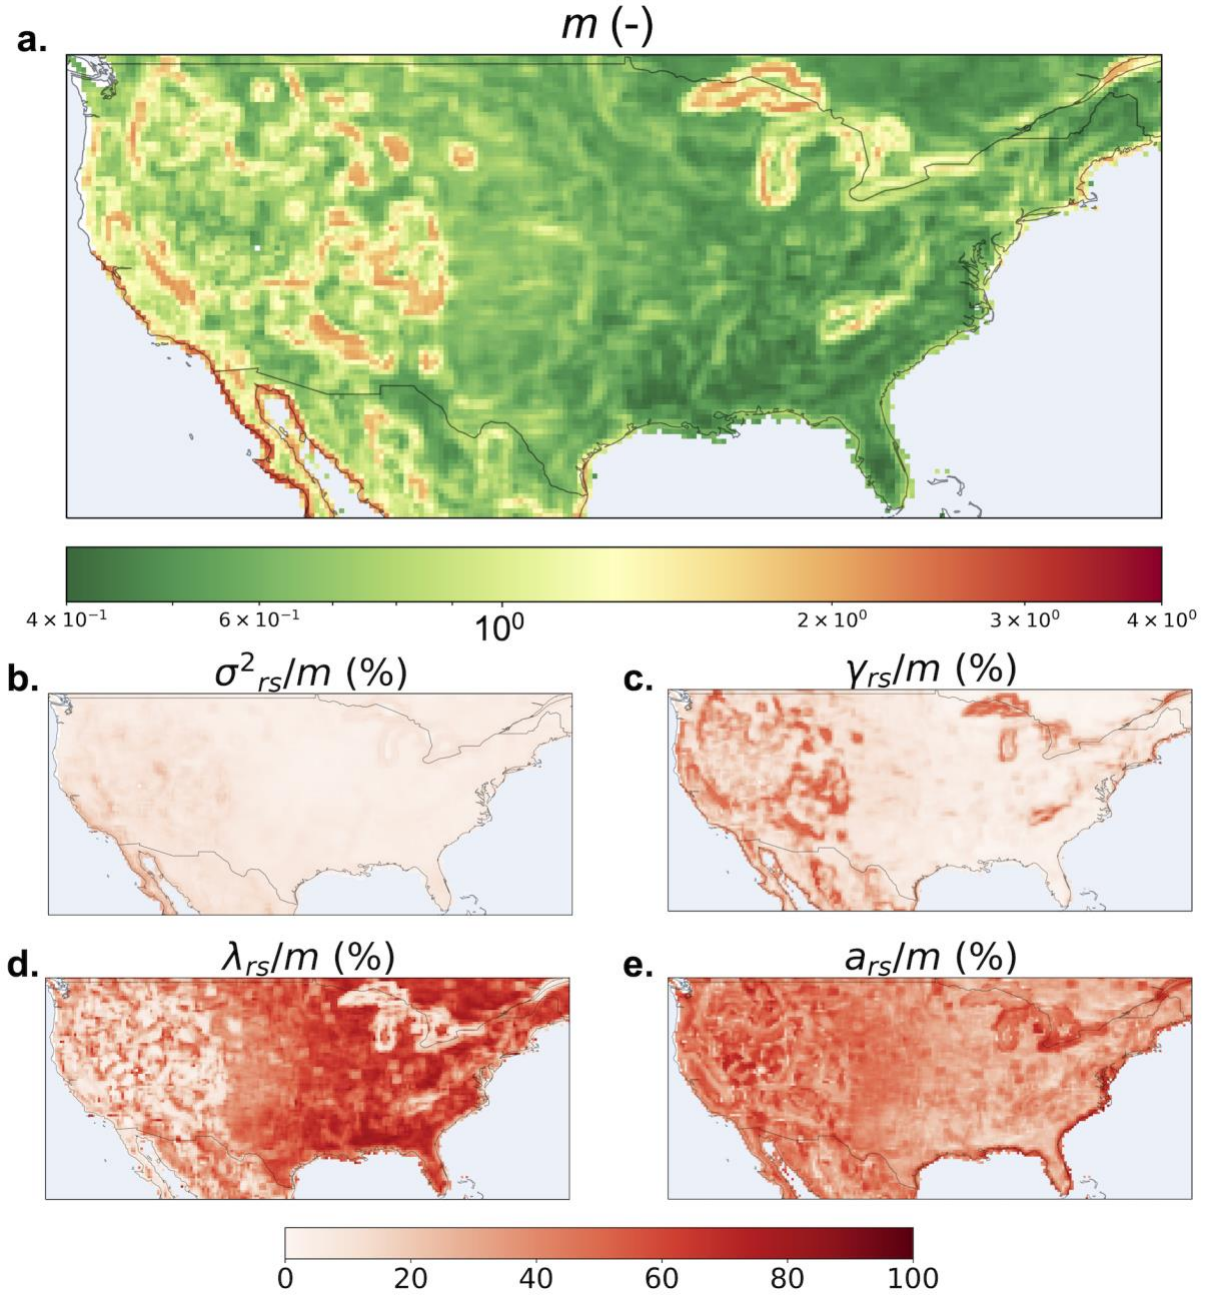 a.
m (-)
4 × 10⁻¹ 6 × 10⁻¹ 10⁰ 2 × 10⁰ 3 × 10⁰ 4 × 10⁰
b.
σ²ᵣₛ/m (%)
c.
γᵣₛ/m (%)
d.
λᵣₛ/m (%)
e.
aᵣₛ/m (%)
0 20 40 60 80 100